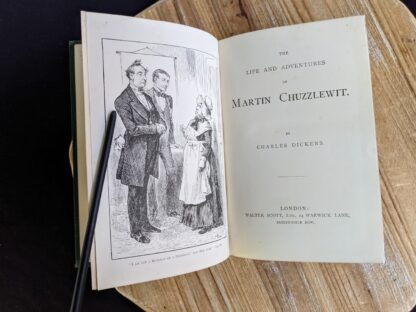 THE
LIFE AND ADVENTURES
OF
MARTIN CHUZZLEWIT.
BY
CHARLES DICKENS.
LONDON:
WALTER SCOTT, LTD., 24 WARWICK LANE,
PATERNOSTER ROW.